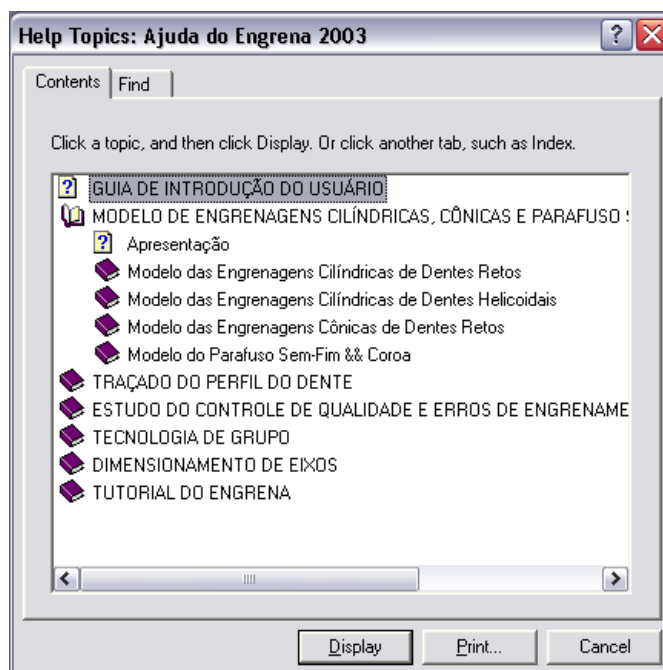 Help Topics: Ajuda do Engrena 2003
Contents
Find
Click a topic, and then click Display. Or click another tab, such as Index.
GUIA DE INTRODUÇÃO DO USUÁRIO
MODELO DE ENGRENAGENS CILÍNDRICAS, CÔNICAS E PARAFUSO
Apresentação
Modelo das Engrenagens Cilíndricas de Dentes Retos
Modelo das Engrenagens Cilíndricas de Dentes Helicoidais
Modelo das Engrenagens Cônicas de Dentes Retos
Modelo do Parafuso Sem-Fim && Coroa
TRAÇADO DO PERFIL DO DENTE
ESTUDO DO CONTROLE DE QUALIDADE E ERROS DE ENGRENAME
TECNOLOGIA DE GRUPO
DIMENSIONAMENTO DE EIXOS
TUTORIAL DO ENGRENA
Display
Print...
Cancel